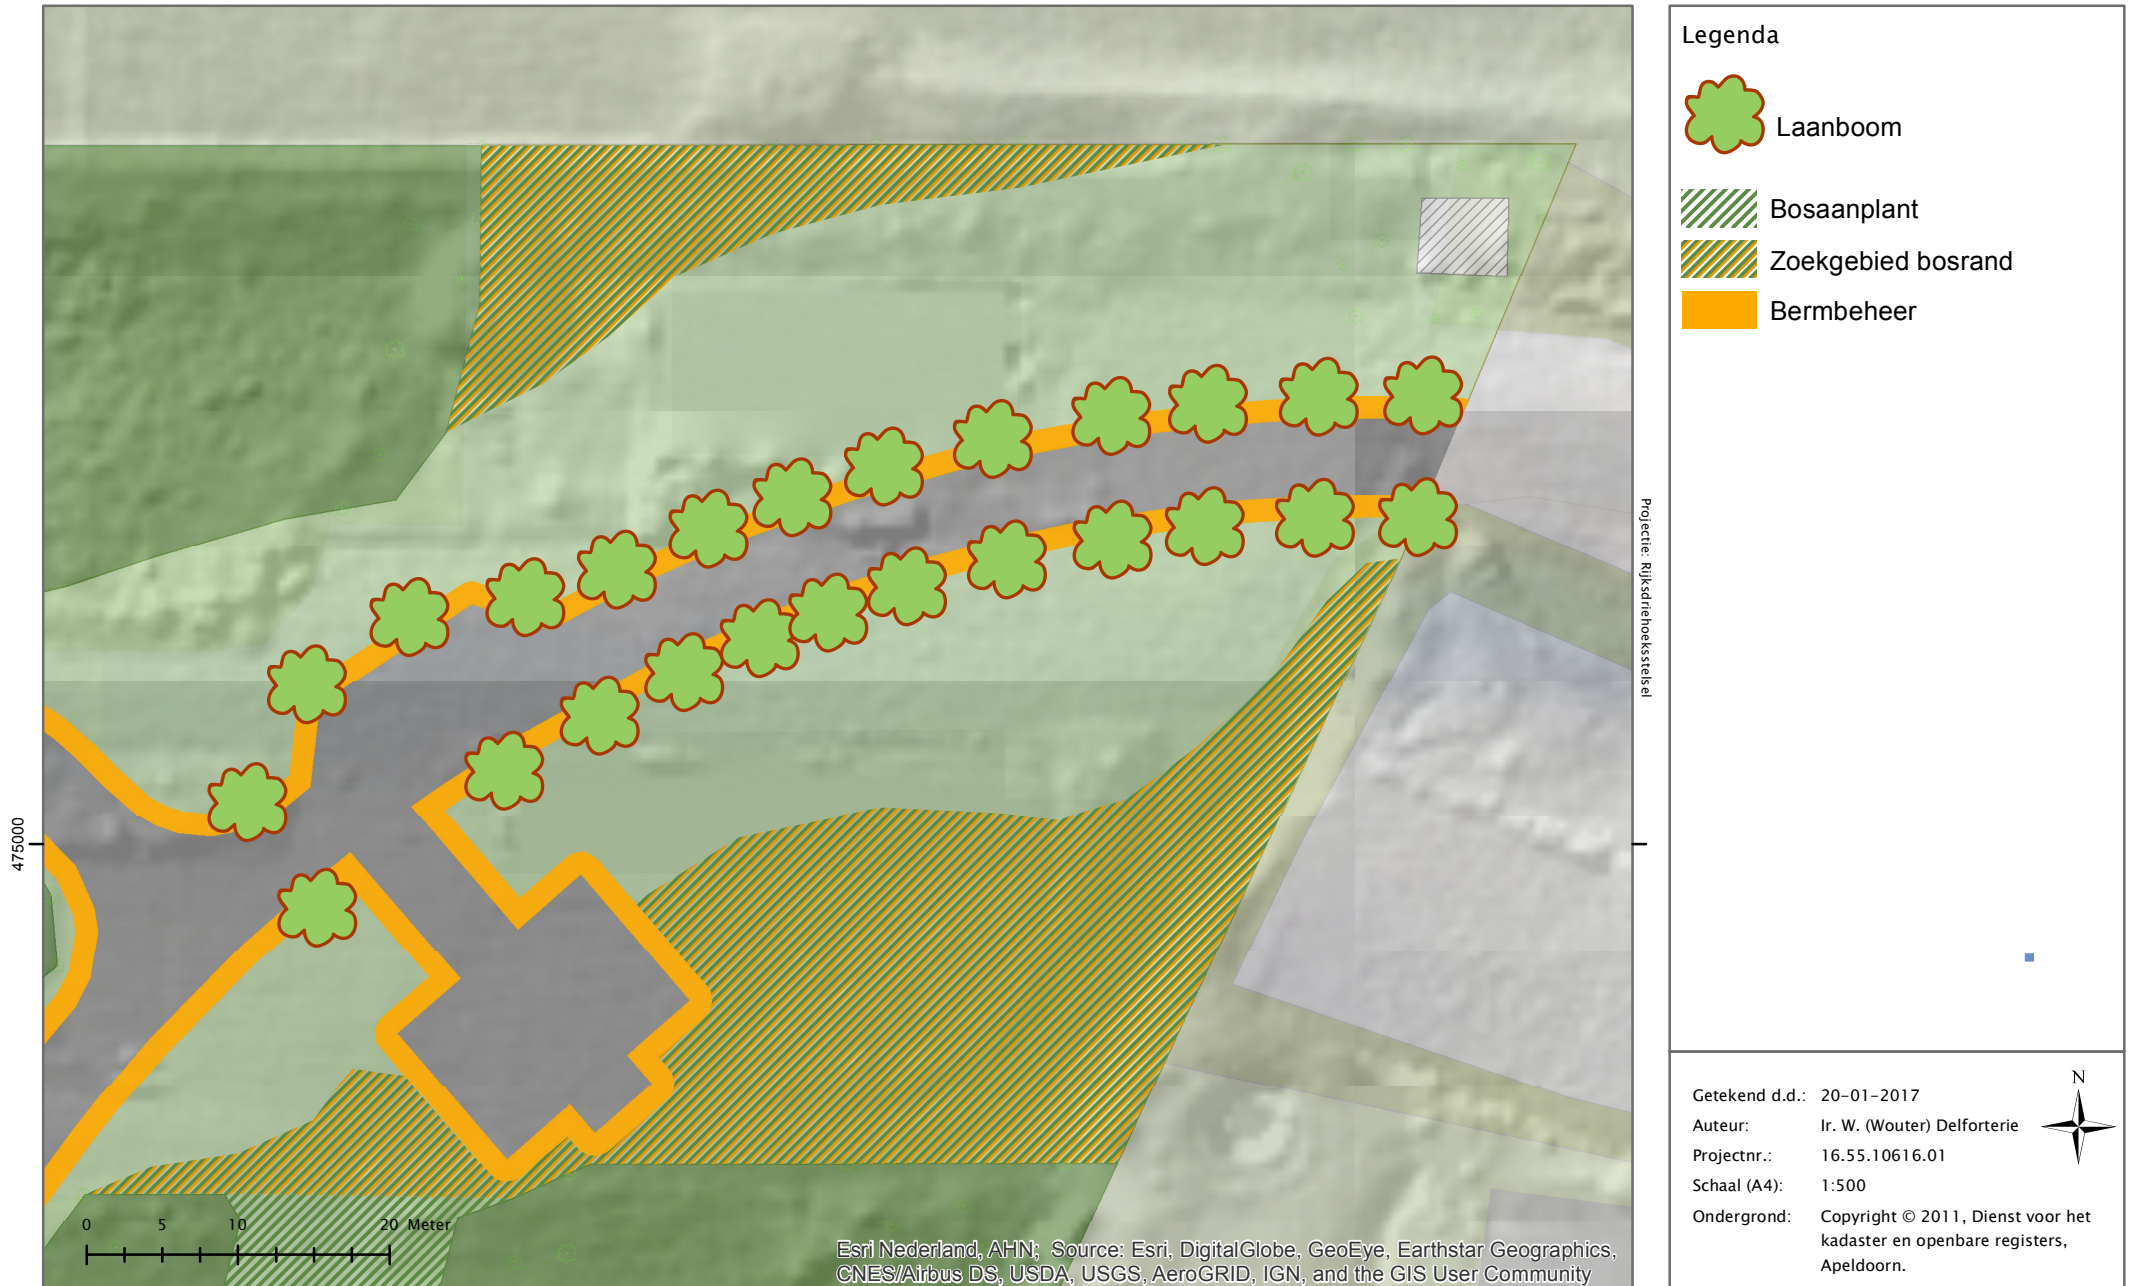 Legenda
Laanboom
Bosaanplant
Zoekgebied bosrand
Bermbeheer
Projectie: Rijksdriehoeksstelsel
475000
0 5 10 20 Meter
Esri Nederland, AHN; Source: Esri, DigitalGlobe, GeoEye, Earthstar Geographics,
CNES/Airbus DS, USDA, USGS, AeroGRID, IGN, and the GIS User Community
N
Getekend d.d.: 20-01-2017
Auteur: Ir. W. (Wouter) Delforterie
Projectnr.: 16.55.10616.01
Schaal (A4): 1:500
Ondergrond: Copyright © 2011, Dienst voor het
kadaster en openbare registers,
Apeldoorn.